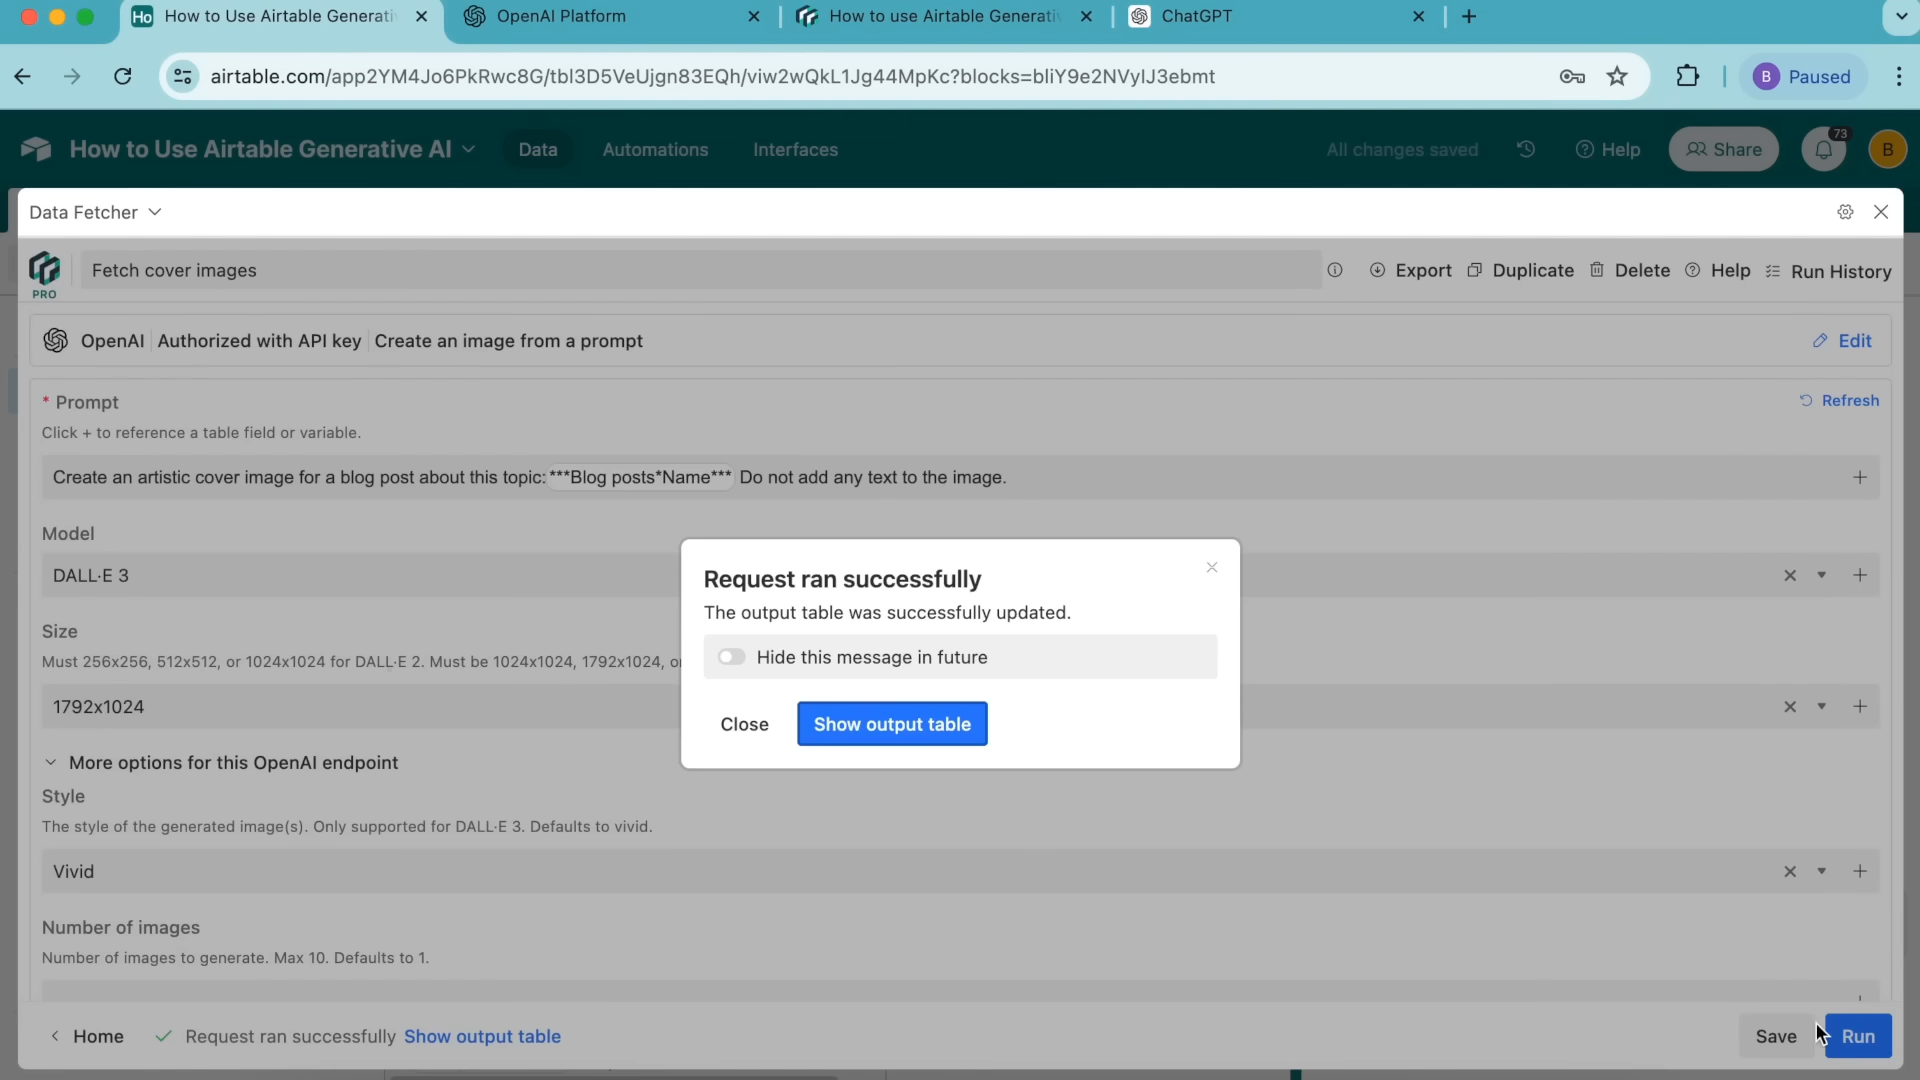 Ho How to Use Airtable Generati
OpenAI Platform
How to use Airtable Generati
ChatGPT
airtable.com/app2YM4Jo6PkRwc8G/tbl3D5VeUjgn83EQh/viw2wQkL1Jg44MpKc?blocks=bliY9e2NVyIJ3ebmt
B Paused
How to Use Airtable Generative AI
Data
Automations
Interfaces
All changes saved
Help
Share
73
B
Data Fetcher
PRO
Fetch cover images
Export
Duplicate
Delete
Help
Run History
OpenAI Authorized with API key Create an image from a prompt
Edit
* Prompt
Refresh
Click + to reference a table field or variable.
Create an artistic cover image for a blog post about this topic: ***Blog posts*Name*** Do not add any text to the image.
Model
DALL·E 3
Size
Must 256x256, 512x512, or 1024x1024 for DALL·E 2. Must be 1024x1024, 1792x1024,
1792x1024
More options for this OpenAI endpoint
Style
The style of the generated image(s). Only supported for DALL·E 3. Defaults to vivid.
Vivid
Number of images
Number of images to generate. Max 10. Defaults to 1.
Request ran successfully
The output table was successfully updated.
Hide this message in future
Close
Show output table
Home
Request ran successfully Show output table
Save
Run